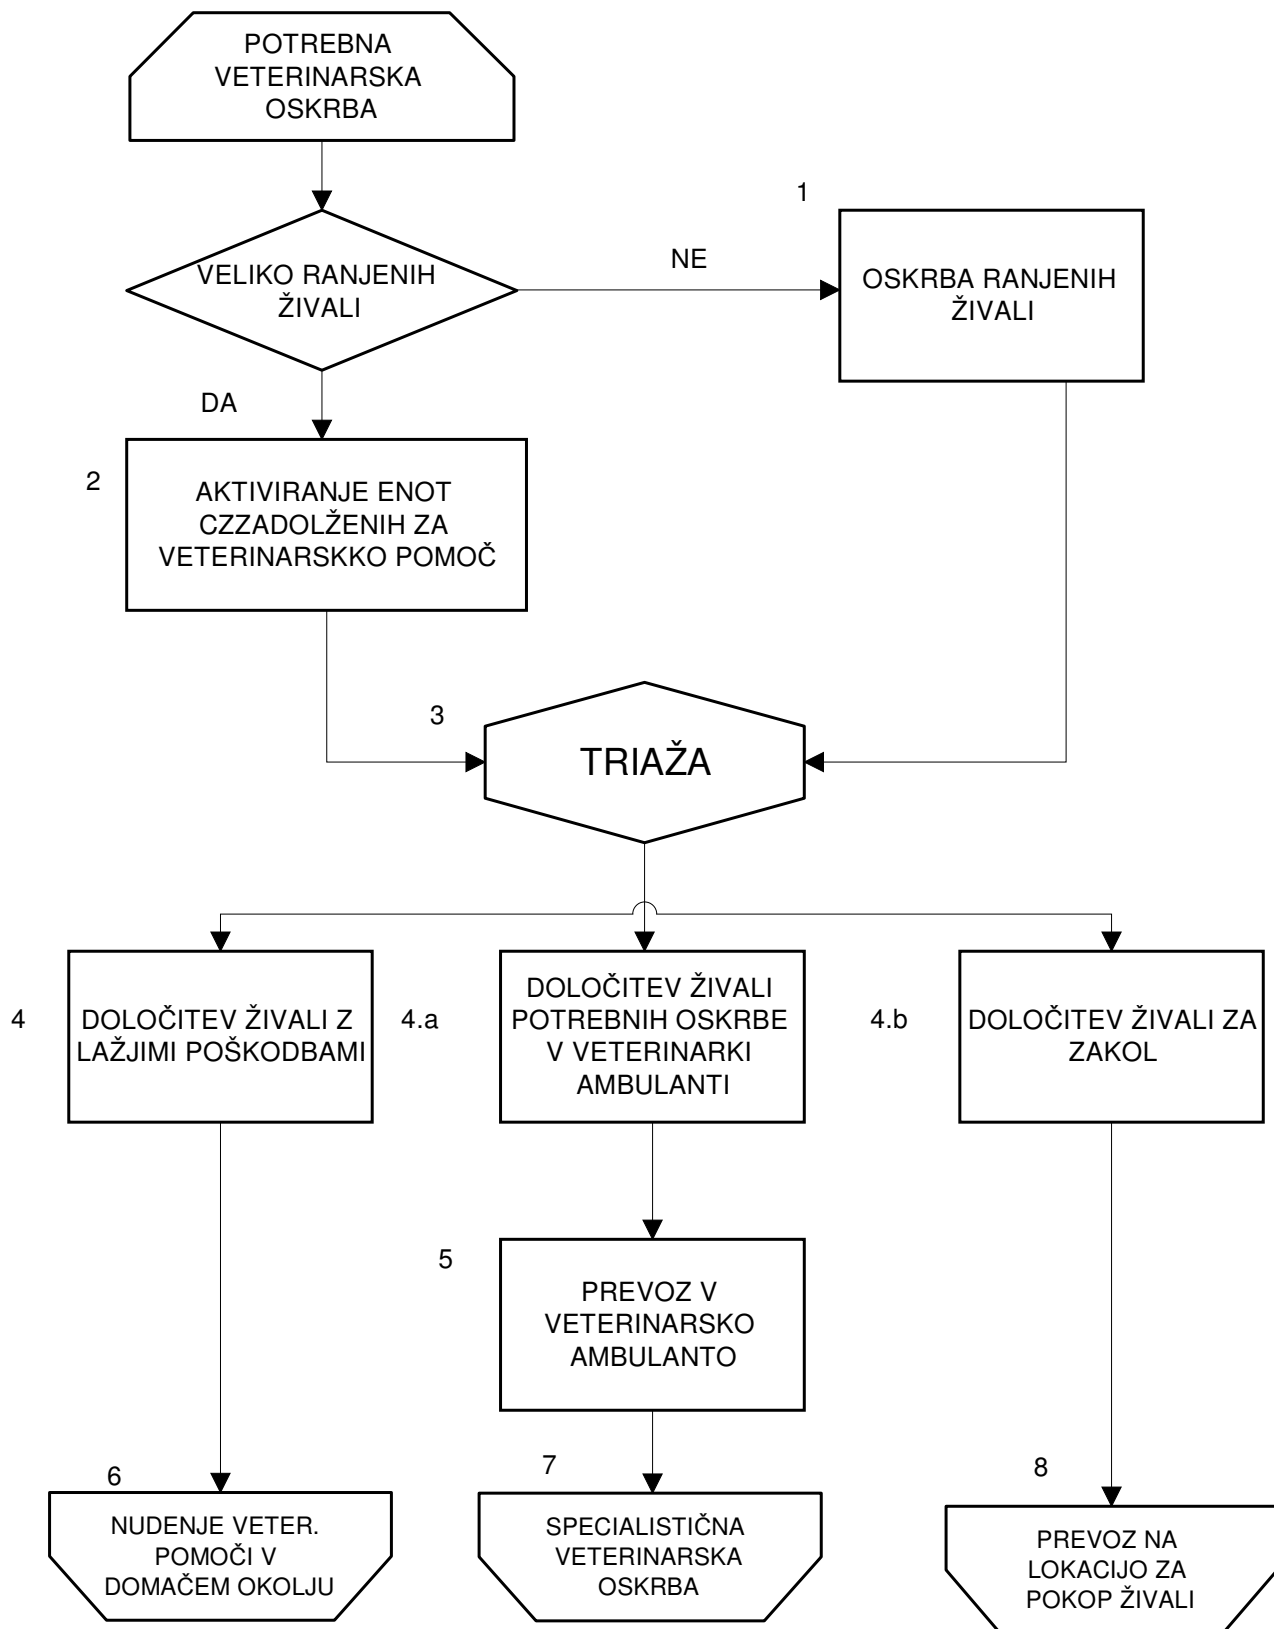 POTREBNA
VETERINARSKA
OSKRBA
1
VELIKO RANJENIH
ŽIVALI
NE
OSKRBA RANJENIH
ŽIVALI
DA
2
AKTIVIRANJE ENOT
CZZADOLŽENIH ZA
VETERINARSKKO POMOČ
3
TRIAŽA
4
DOLOČITEV ŽIVALI Z
LAŽJIMI POŠKODBAMI
4.a
DOLOČITEV ŽIVALI
POTREBNIH OSKRBE
V VETERINARKI
AMBULANTI
4.b
DOLOČITEV ŽIVALI ZA
ZAKOL
5
PREVOZ V
VETERINARSKO
AMBULANTO
6
NUDENJE VETER.
POMOČI V
DOMAČEM OKOLJU
7
SPECIALISTIČNA
VETERINARSKA
OSKRBA
8
PREVOZ NA
LOKACIJO ZA
POKOP ŽIVALI